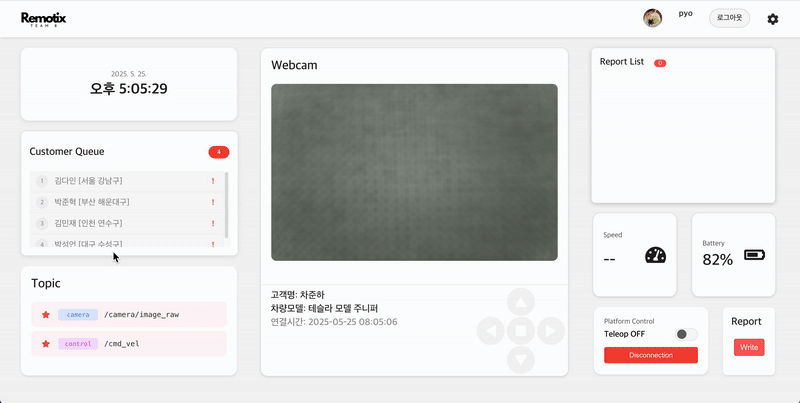 Remotix
TEAM 8
pyo
로그아웃
2025. 5. 25.
오후 5:05:29
Customer Queue
4
1 김다인 [서울 강남구] !
2 박준혁 [부산 해운대구] !
3 김민재 [인천 연수구] !
4 박성언 [대구 수성구] !
Topic
camera /camera/image_raw
control /cmd_vel
Webcam
고객명: 차준하
차량모델: 테슬라 모델 주니퍼
연결시간: 2025-05-25 08:05:06
Report List 0
Speed
--
Battery
82%
Platform Control
Teleop OFF
Disconnection
Report
Write